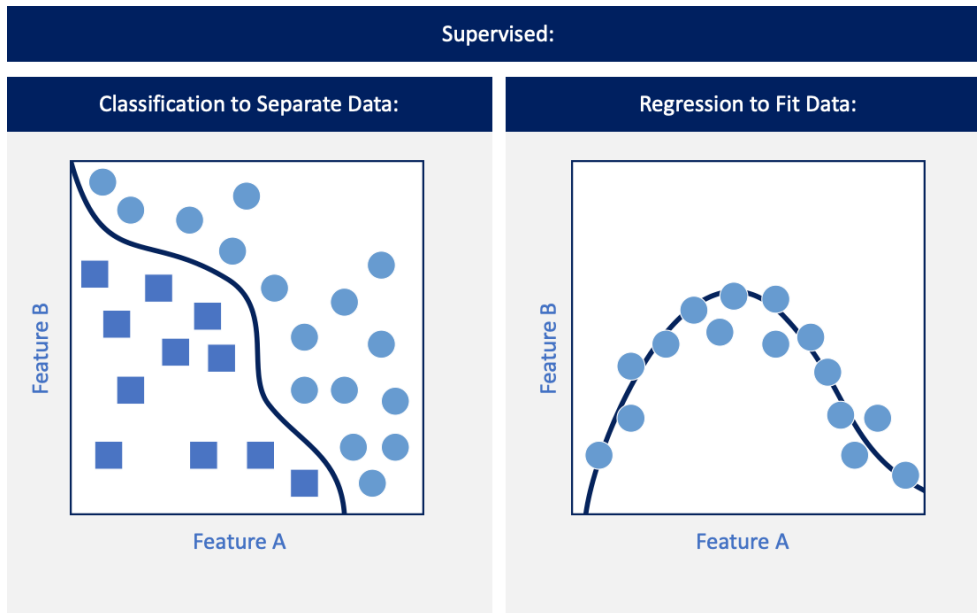 Supervised:
Classification to Separate Data:
Feature B
Feature A
Regression to Fit Data:
Feature B
Feature A